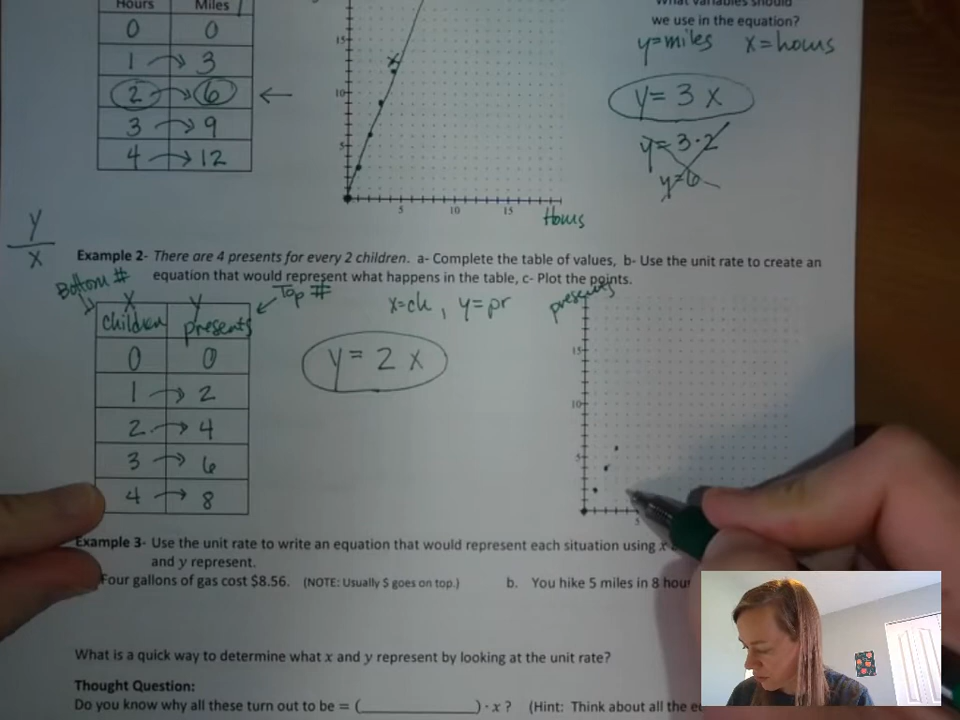 Hours Miles
0 0
1 → 3
2 → 6 ←
3 → 9
4 → 12
15
10
5
5 10 15
Hours
What variables should
we use in the equation?
y=miles x=hours
y = 3 x
y = 3 · 2
y=6
y
x
Example 2- There are 4 presents for every 2 children. a- Complete the table of values, b- Use the unit rate to create an
equation that would represent what happens in the table, c- Plot the points.
Bottom # Top #
x y
children presents
0 0
1 → 2
2 → 4
3 → 6
4 → 8
x=ch, y=pr
y = 2 x
presents
15
10
5
5
Example 3- Use the unit rate to write an equation that would represent each situation using x
and y represent.
Four gallons of gas cost $8.56. (NOTE: Usually $ goes on top.) b. You hike 5 miles in 8
What is a quick way to determine what x and y represent by looking at the unit rate?
Thought Question:
Do you know why all these turn out to be = (____________) · x ? (Hint: Think about all the